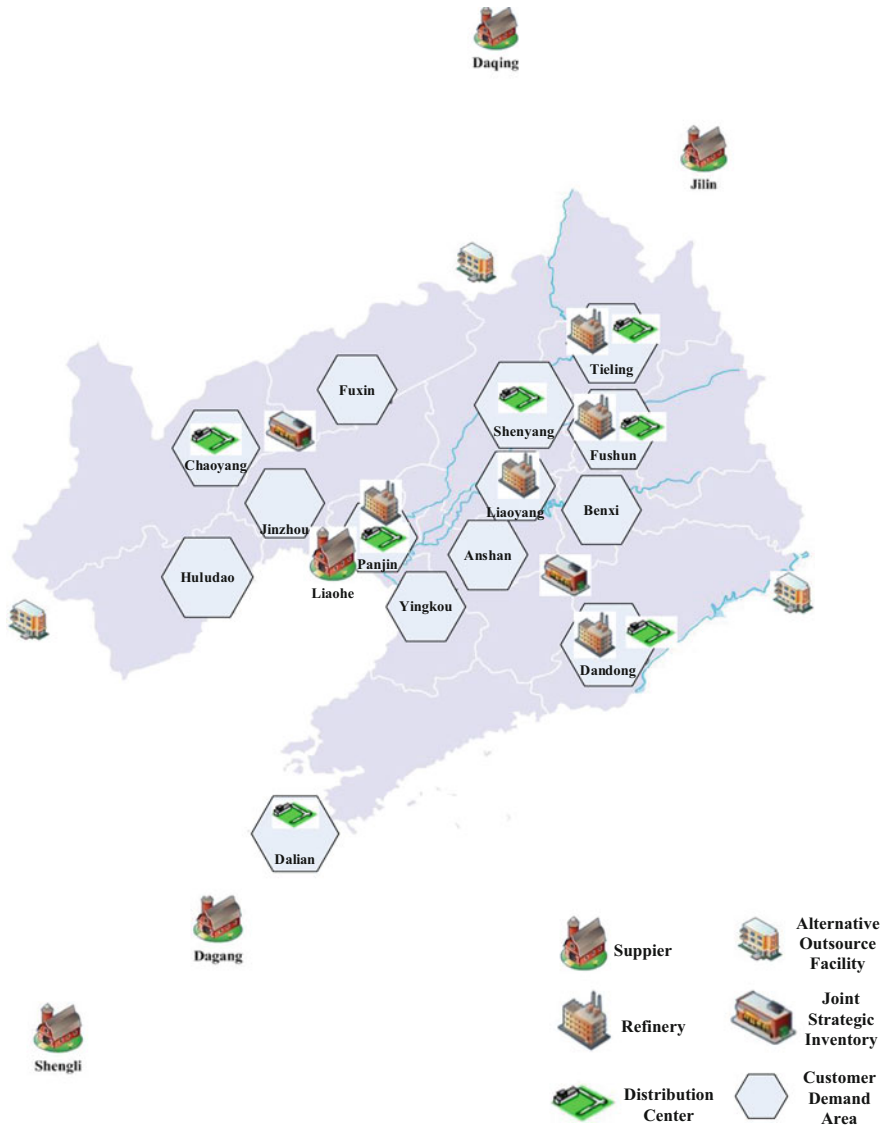 Daqing
Jilin
Tieling
Fuxin
Shenyang
Fushun
Chaoyang
Jinzhou
Liaoyang
Benxi
Panjin
Anshan
Huludao
Liaohe
Yingkou
Dandong
Dalian
Dagang
Shengli
Suppier
Alternative
Outsource
Facility
Refinery
Joint
Strategic
Inventory
Distribution
Center
Customer
Demand
Area